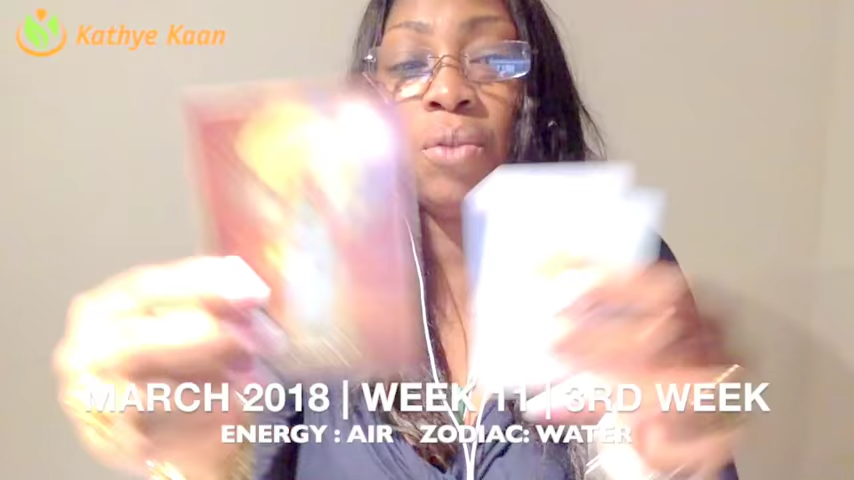 Kathye Kaan
MARCH 2018 | WEEK 11 | 3RD WEEK
ENERGY : AIR ZODIAC: WATER